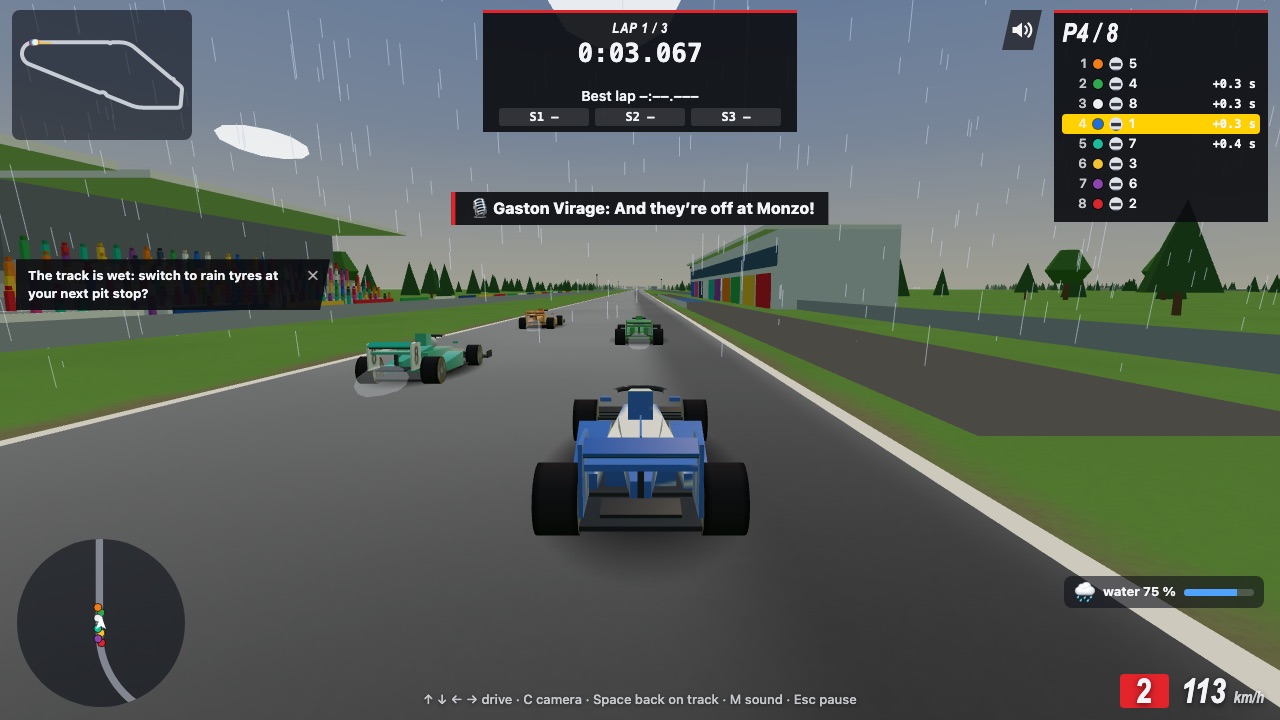 LAP 1 / 3
0:03.067
Best lap –:––.–––
S1 –
S2 –
S3 –
P4 / 8
1 5
2 4 +0.3 s
3 8 +0.3 s
4 1 +0.3 s
5 7 +0.4 s
6 3
7 6
8 2
Gaston Virage: And they're off at Monzo!
The track is wet: switch to rain tyres at
your next pit stop?
water 75 %
↑ ↓ ← → drive · C camera · Space back on track · M sound · Esc pause
2 113 km/h